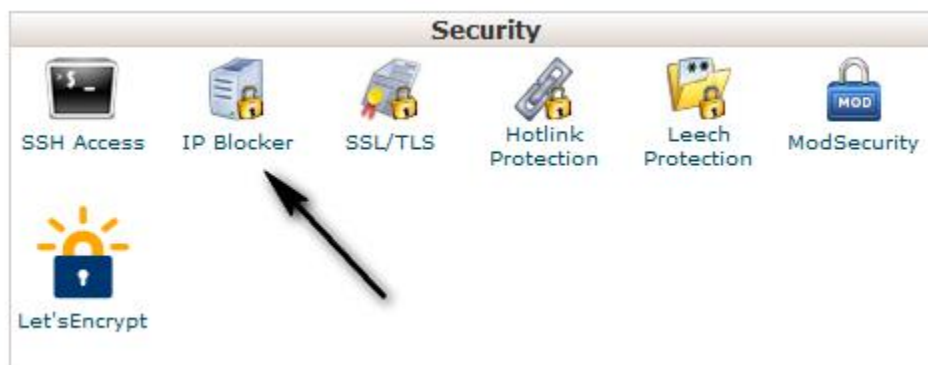 Security
$ _
**
MOD
SSH Access
IP Blocker
SSL/TLS
Hotlink
Protection
Leech
Protection
ModSecurity
Let'sEncrypt